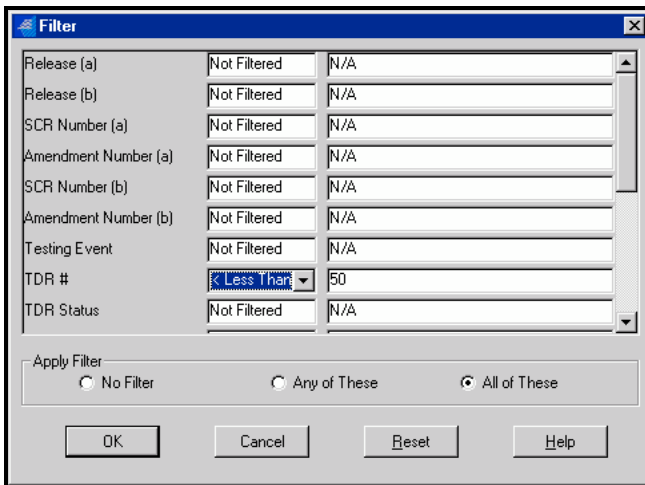 Filter
Release (a) Not Filtered N/A
Release (b) Not Filtered N/A
SCR Number (a) Not Filtered N/A
Amendment Number (a) Not Filtered N/A
SCR Number (b) Not Filtered N/A
Amendment Number (b) Not Filtered N/A
Testing Event Not Filtered N/A
TDR # < Less Than 50
TDR Status Not Filtered N/A
Apply Filter
No Filter Any of These All of These
OK Cancel Reset Help